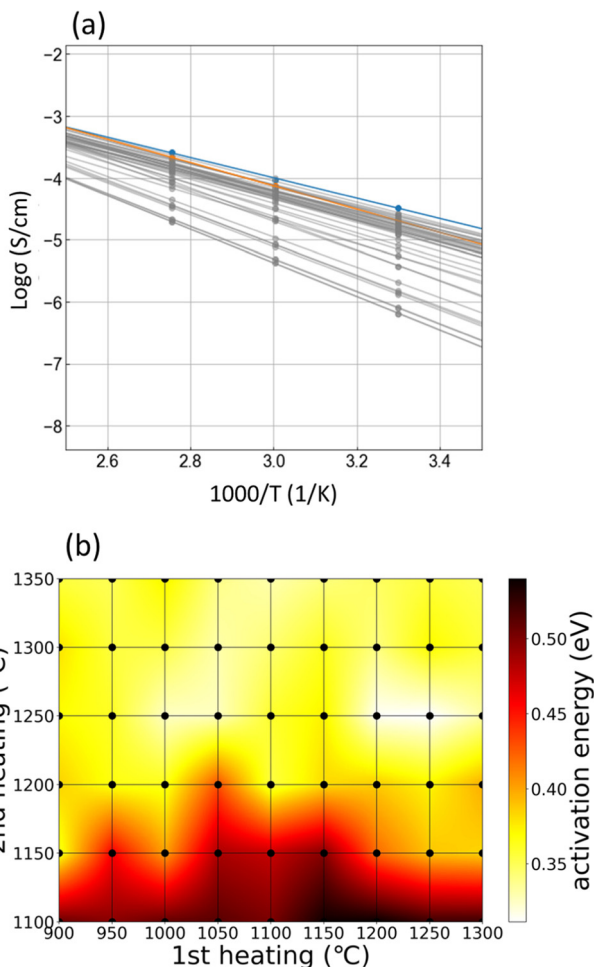 (a)
−2
−3
−4
−5
−6
−7
−8
Logσ (S/cm)
2.6 2.8 3.0 3.2 3.4
1000/T (1/K)
(b)
1350
1300
1250
1200
1150
1100
900 950 1000 1050 1100 1150 1200 1250 1300
1st heating (°C)
0.50
0.45
0.40
0.35
activation energy (eV)